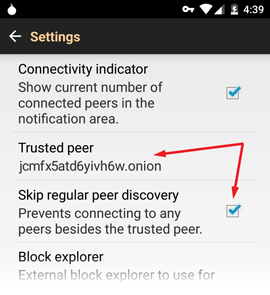 4:39
Settings
Connectivity indicator
Show current number of
connected peers in the
notification area.
Trusted peer
jcmfx5atd6yivh6w.onion
Skip regular peer discovery
Prevents connecting to any
peers besides the trusted peer.
Block explorer
External block explorer to use for